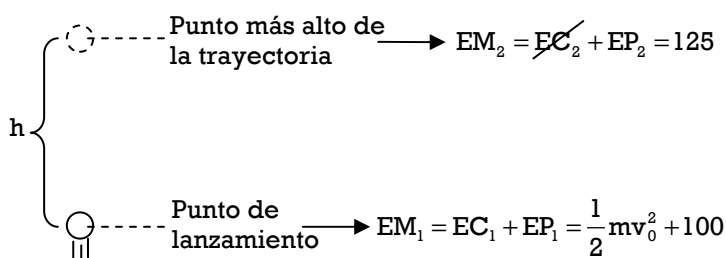 Punto más alto de
la trayectoria
EM₂ = EC₂ + EP₂ = 125
h
Punto de
lanzamiento
EM₁ = EC₁ + EP₁ = 1/2 mv₀² + 100